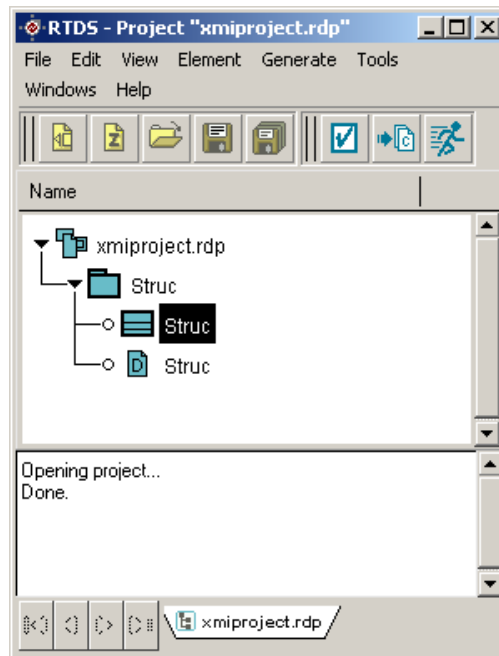 RTDS - Project "xmiproject.rdp"
File Edit View Element Generate Tools
Windows Help
Name
xmiproject.rdp
Struc
Struc
D Struc
Opening project...
Done.
xmiproject.rdp